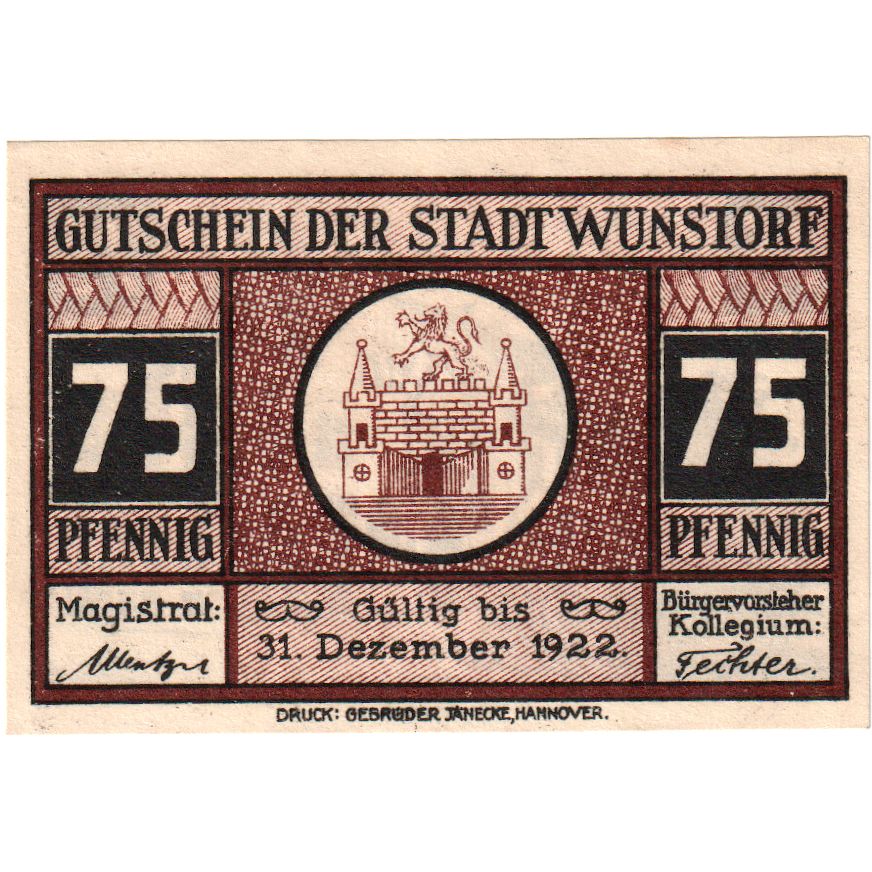 GUTSCHEIN DER STADT WUNSTORF
75
75
PFENNIG
PFENNIG
Magistrat:
Gültig bis
31. Dezember 1922.
Bürgervorsteher
Kollegium:
Fechter.
DRUCK: GEBRÜDER JÄNECKE, HANNOVER.